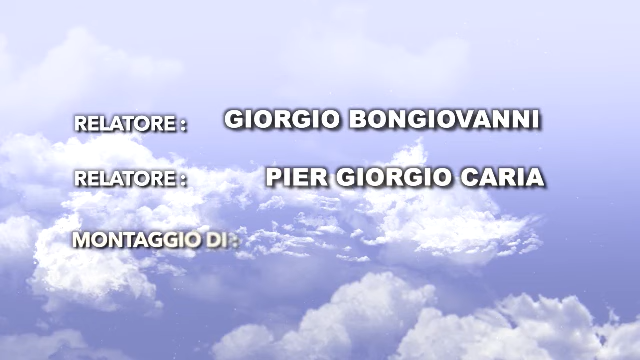 RELATORE : GIORGIO BONGIOVANNI
RELATORE : PIER GIORGIO CARIA
MONTAGGIO DI :